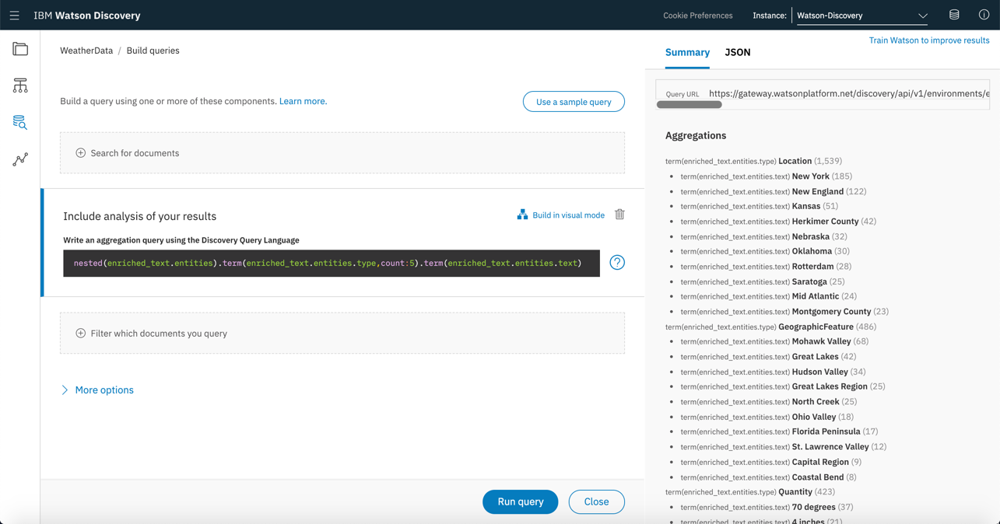 IBM Watson Discovery
Cookie Preferences
Instance:
Watson-Discovery
WeatherData / Build queries
Build a query using one or more of these components. Learn more.
Use a sample query
Search for documents
Include analysis of your results
Build in visual mode
Write an aggregation query using the Discovery Query Language
nested(enriched_text.entities).term(enriched_text.entities.type,count:5).term(enriched_text.entities.text)
Filter which documents you query
More options
Run query
Close
Train Watson to improve results
Summary
JSON
Query URL https://gateway.watsonplatform.net/discovery/api/v1/environments/e
Aggregations
term(enriched_text.entities.type) Location (1,539)
• term(enriched_text.entities.text) New York (185)
• term(enriched_text.entities.text) New England (122)
• term(enriched_text.entities.text) Kansas (51)
• term(enriched_text.entities.text) Herkimer County (42)
• term(enriched_text.entities.text) Nebraska (32)
• term(enriched_text.entities.text) Oklahoma (30)
• term(enriched_text.entities.text) Rotterdam (28)
• term(enriched_text.entities.text) Saratoga (25)
• term(enriched_text.entities.text) Mid Atlantic (24)
• term(enriched_text.entities.text) Montgomery County (23)
term(enriched_text.entities.type) GeographicFeature (486)
• term(enriched_text.entities.text) Mohawk Valley (68)
• term(enriched_text.entities.text) Great Lakes (42)
• term(enriched_text.entities.text) Hudson Valley (34)
• term(enriched_text.entities.text) Great Lakes Region (25)
• term(enriched_text.entities.text) North Creek (25)
• term(enriched_text.entities.text) Ohio Valley (18)
• term(enriched_text.entities.text) Florida Peninsula (17)
• term(enriched_text.entities.text) St. Lawrence Valley (12)
• term(enriched_text.entities.text) Capital Region (9)
• term(enriched_text.entities.text) Coastal Bend (8)
term(enriched_text.entities.type) Quantity (423)
• term(enriched_text.entities.text) 70 degrees (37)
• term(enriched_text.entities.text) 4 inches (21)